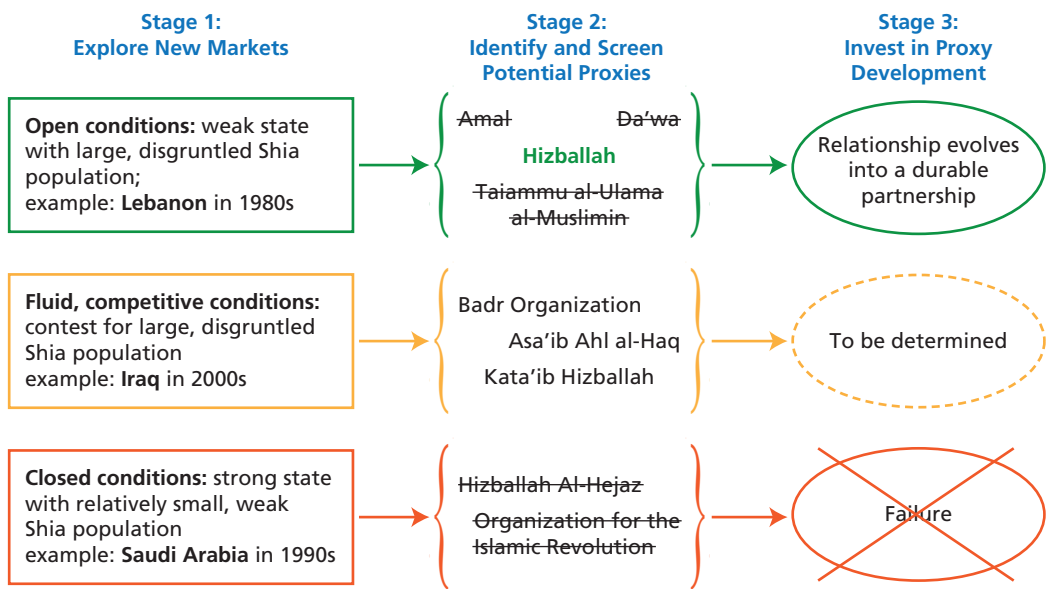 Stage 1:
Explore New Markets
Stage 2:
Identify and Screen
Potential Proxies
Stage 3:
Invest in Proxy
Development
Open conditions: weak state
with large, disgruntled Shia
population;
example: Lebanon in 1980s
Amal
Da’wa
Hizballah
Taiammu al-Ulama
al-Muslimin
Relationship evolves
into a durable
partnership
Fluid, competitive conditions:
contest for large, disgruntled
Shia population
example: Iraq in 2000s
Badr Organization
Asa’ib Ahl al-Haq
Kata’ib Hizballah
To be determined
Closed conditions: strong state
with relatively small, weak
Shia population
example: Saudi Arabia in 1990s
Hizballah Al-Hejaz
Organization for the
Islamic Revolution
Failure